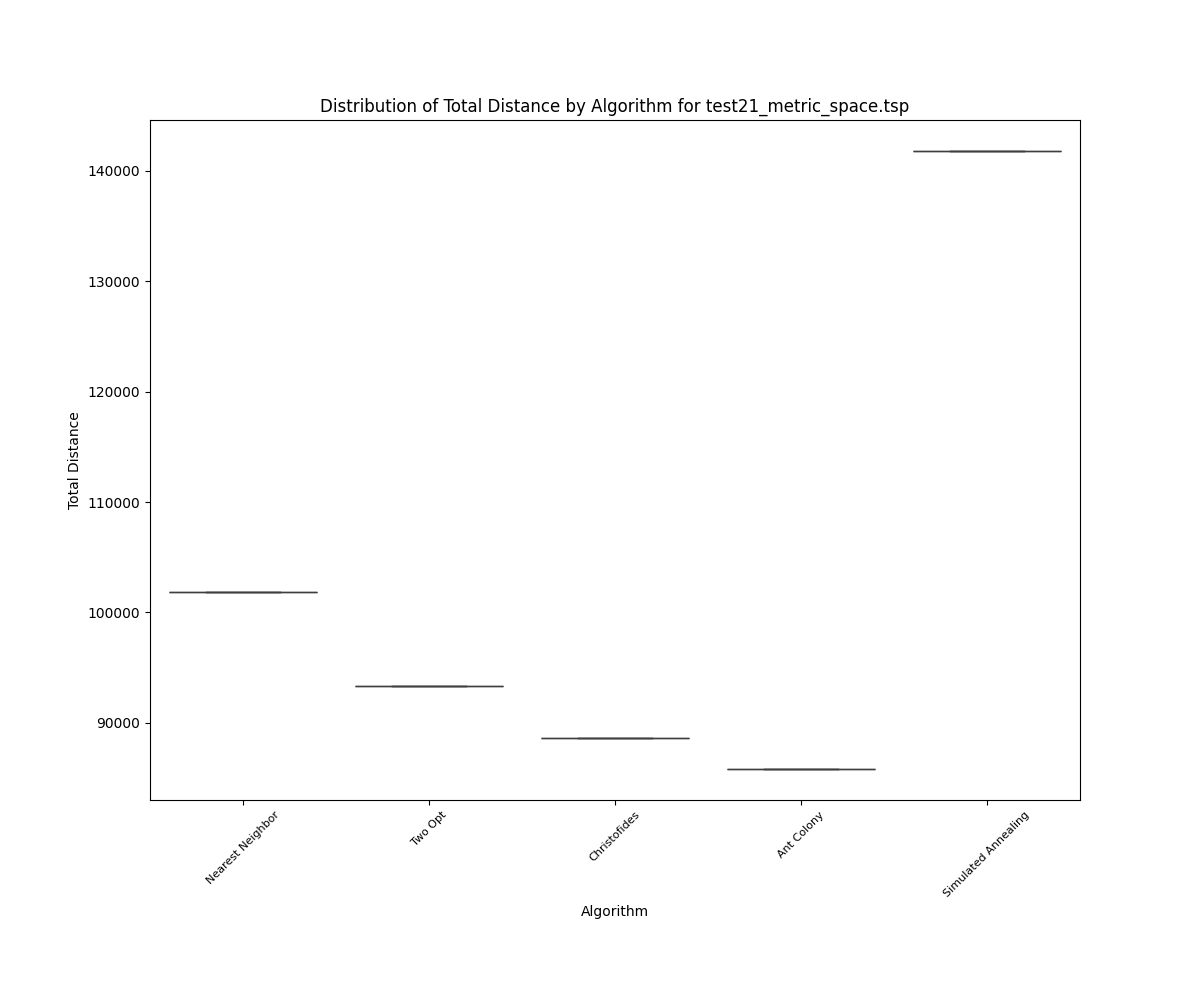 Distribution of Total Distance by Algorithm for test21_metric_space.tsp
140000
130000
120000
110000
100000
90000
Total Distance
Nearest Neighbor
Two Opt
Christofides
Ant Colony
Simulated Annealing
Algorithm